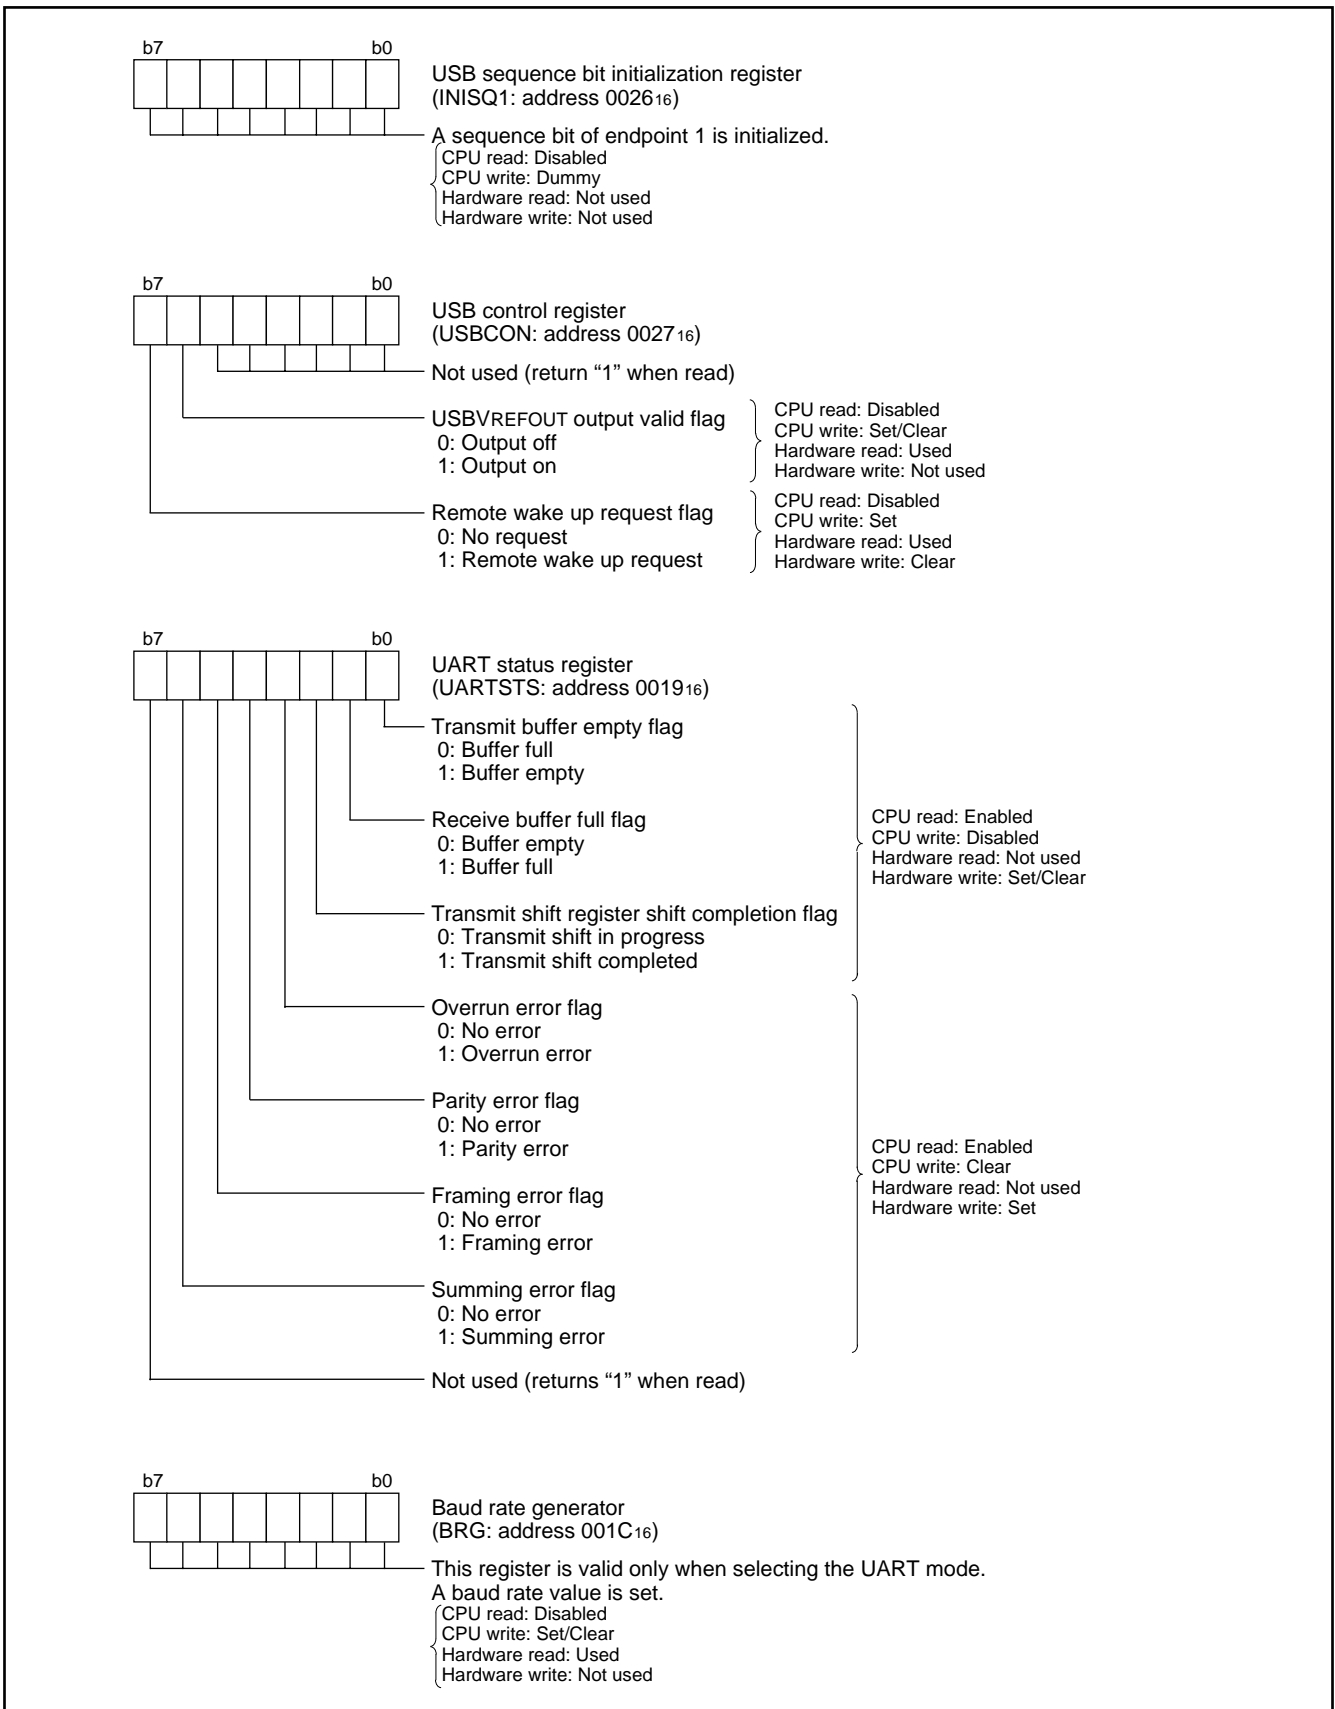 b7 b0
USB sequence bit initialization register
(INISQ1: address 002616)
A sequence bit of endpoint 1 is initialized.
CPU read: Disabled
CPU write: Dummy
Hardware read: Not used
Hardware write: Not used
b7 b0
USB control register
(USBCON: address 002716)
Not used (return “1” when read)
USBVREFOUT output valid flag
0: Output off
1: Output on
CPU read: Disabled
CPU write: Set/Clear
Hardware read: Used
Hardware write: Not used
Remote wake up request flag
0: No request
1: Remote wake up request
CPU read: Disabled
CPU write: Set
Hardware read: Used
Hardware write: Clear
b7 b0
UART status register
(UARTSTS: address 001916)
Transmit buffer empty flag
0: Buffer full
1: Buffer empty
Receive buffer full flag
0: Buffer empty
1: Buffer full
Transmit shift register shift completion flag
0: Transmit shift in progress
1: Transmit shift completed
CPU read: Enabled
CPU write: Disabled
Hardware read: Not used
Hardware write: Set/Clear
Overrun error flag
0: No error
1: Overrun error
Parity error flag
0: No error
1: Parity error
Framing error flag
0: No error
1: Framing error
Summing error flag
0: No error
1: Summing error
CPU read: Enabled
CPU write: Clear
Hardware read: Not used
Hardware write: Set
Not used (returns “1” when read)
b7 b0
Baud rate generator
(BRG: address 001C16)
This register is valid only when selecting the UART mode.
A baud rate value is set.
CPU read: Disabled
CPU write: Set/Clear
Hardware read: Used
Hardware write: Not used